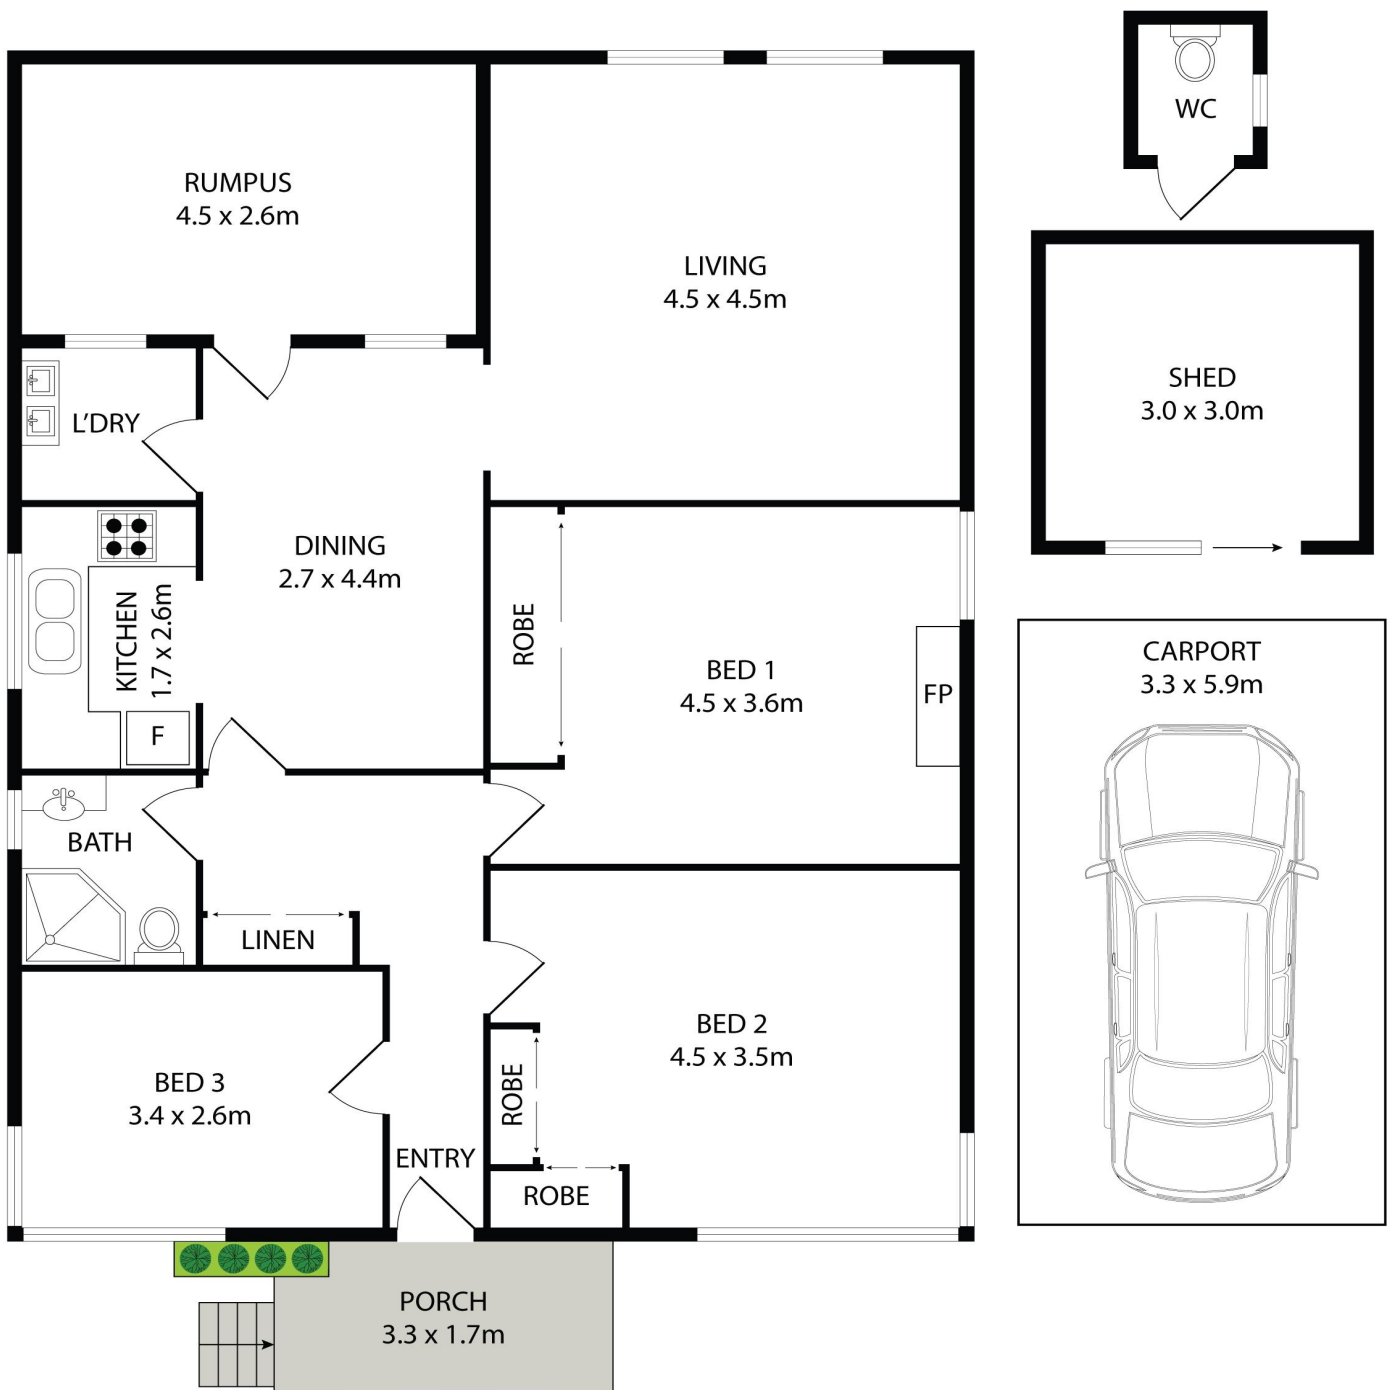 WC
RUMPUS
4.5 x 2.6m
LIVING
4.5 x 4.5m
SHED
3.0 x 3.0m
L'DRY
DINING
2.7 x 4.4m
KITCHEN
1.7 x 2.6m
F
ROBE
BED 1
4.5 x 3.6m
FP
CARPORT
3.3 x 5.9m
BATH
LINEN
BED 2
4.5 x 3.5m
ROBE
ROBE
BED 3
3.4 x 2.6m
ENTRY
PORCH
3.3 x 1.7m